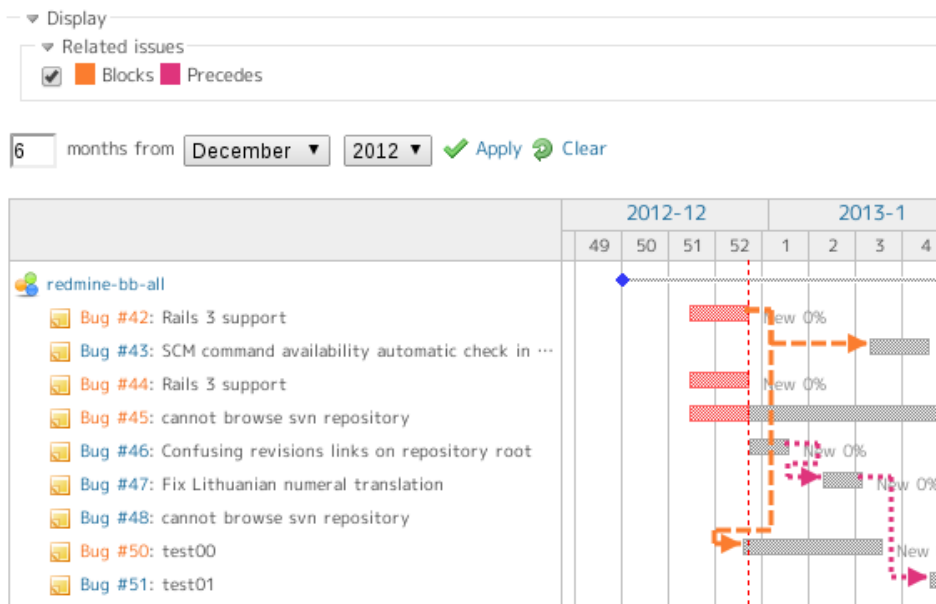 Display
Related issues
Blocks Precedes
6 months from December 2012 Apply Clear
2012-12 2013-1
49 50 51 52 1 2 3 4
redmine-bb-all
Bug #42: Rails 3 support New 0%
Bug #43: SCM command availability automatic check in ...
Bug #44: Rails 3 support New 0%
Bug #45: cannot browse svn repository
Bug #46: Confusing revisions links on repository root New 0%
Bug #47: Fix Lithuanian numeral translation New 0%
Bug #48: cannot browse svn repository
Bug #50: test00 New
Bug #51: test01